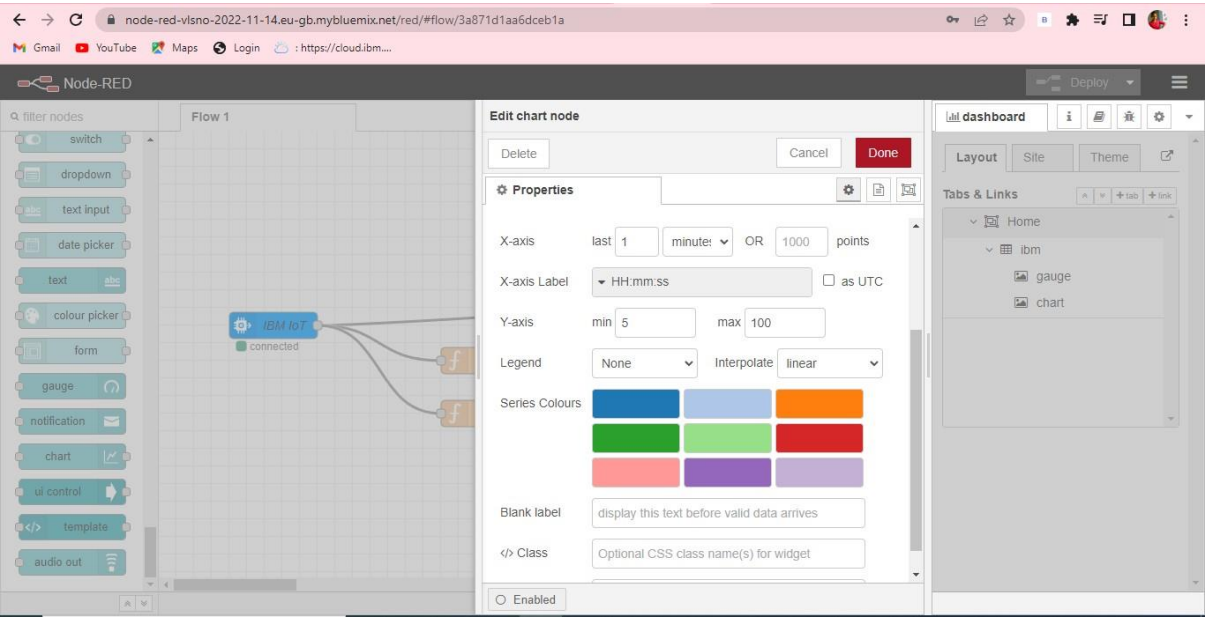 node-red-vlsno-2022-11-14.eu-gb.mybluemix.net/red/#flow/3a871d1aa6dceb1a
Gmail YouTube Maps Login : https://cloud.ibm....
Node-RED Deploy
filter nodes
switch
dropdown
text input
date picker
text abc
colour picker
form
gauge
notification
chart
ui control
template
audio out
Flow 1
IBM IoT
connected
f
f
Edit chart node
Delete Cancel Done
Properties
X-axis last 1 minutes OR 1000 points
X-axis Label HH:mm:ss as UTC
Y-axis min 5 max 100
Legend None Interpolate linear
Series Colours
Blank label display this text before valid data arrives
</> Class Optional CSS class name(s) for widget
Enabled
dashboard i
Layout Site Theme
Tabs & Links +tab +link
Home
ibm
gauge
chart